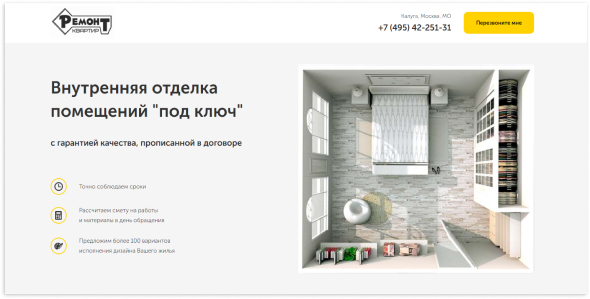 РЕМОНТ
КВАРТИР
Калуга, Москва, МО
+7 (495) 42-251-31
Перезвоните мне
Внутренняя отделка
помещений "под ключ"
с гарантией качества, прописанной в договоре
Точно соблюдаем сроки
Рассчитаем смету на работы
и материалы в день обращения
Предложим более 100 вариантов
исполнения дизайна Вашего жилья